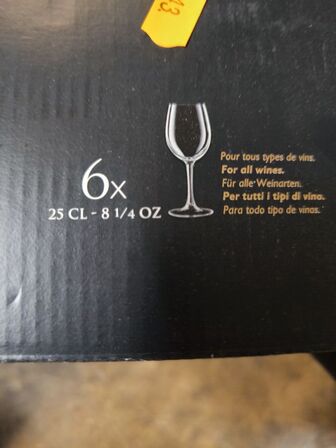 6x
25 CL - 8 1/4 OZ
Pour tous types de vins.
For all wines.
Für alle Weinarten.
Per tutti i tipi di vino.
Para todo tipo de vinos.